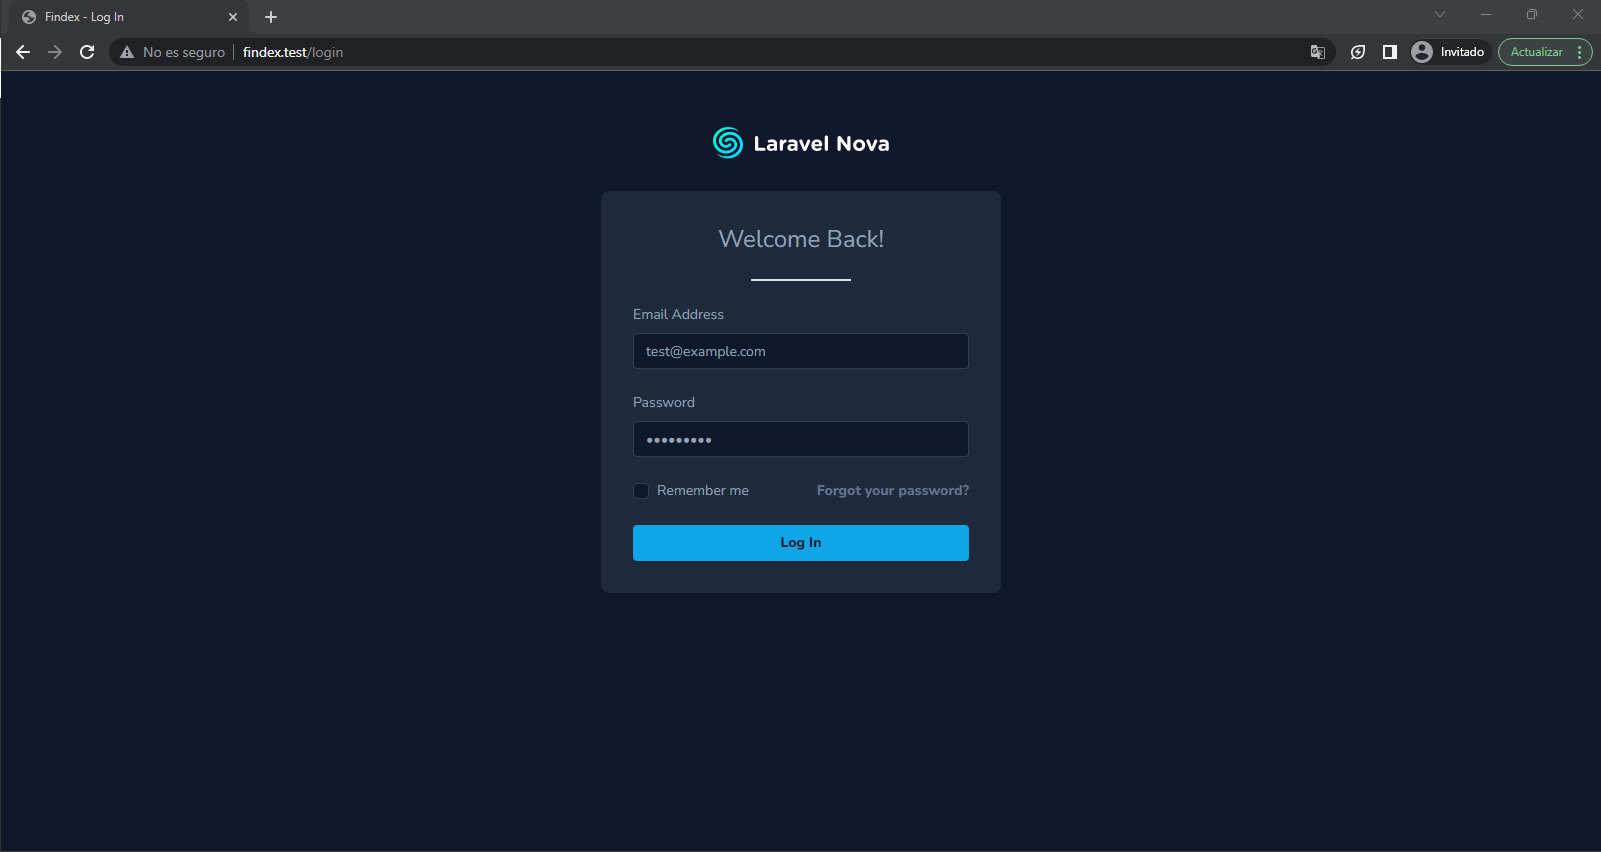 Findex - Log In
No es seguro
findex.test/login
Invitado
Actualizar
Laravel Nova
Welcome Back!
Email Address
test@example.com
Password
•••••••••
Remember me
Forgot your password?
Log In